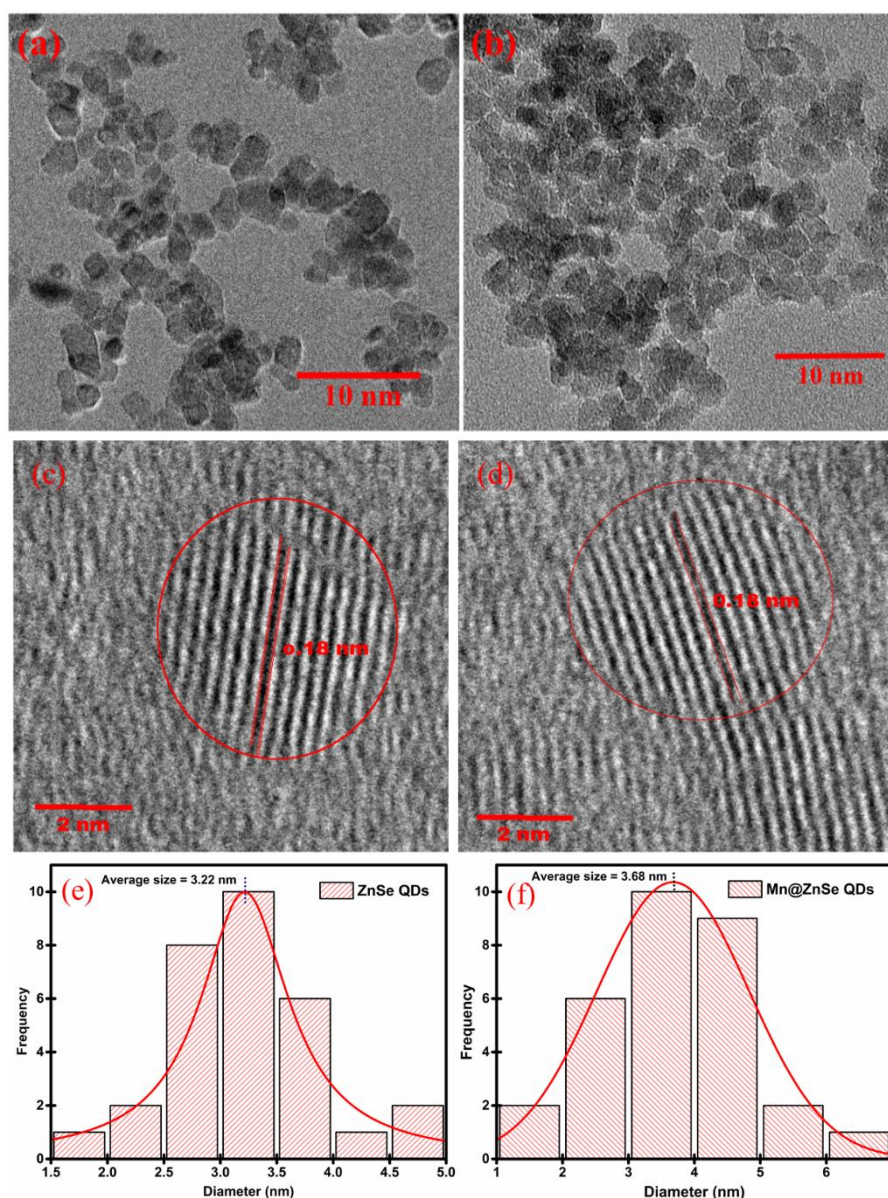 (a)
10 nm
(b)
10 nm
(c)
o.18 nm
2 nm
(d)
0.18 nm
2 nm
(e)
Average size = 3.22 nm
ZnSe QDs
Frequency
10
8
6
4
2
0
1.5 2.0 2.5 3.0 3.5 4.0 4.5 5.0
Diameter (nm)
(f)
Average size = 3.68 nm
Mn@ZnSe QDs
Frequency
10
8
6
4
2
0
1 2 3 4 5 6
Diameter (nm)